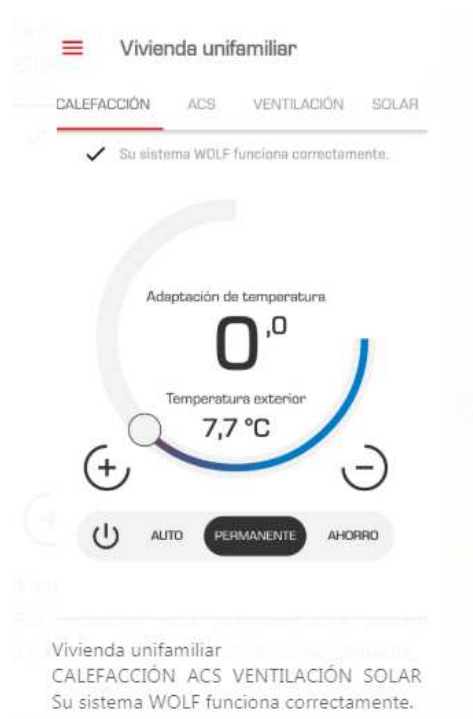 Vivienda unifamiliar
CALEFACCIÓN ACS VENTILACIÓN SOLAR
Su sistema WOLF funciona correctamente.
Adaptación de temperatura
0,0
Temperatura exterior
7,7 °C
+ −
AUTO PERMANENTE AHORRO
Vivienda unifamiliar
CALEFACCIÓN ACS VENTILACIÓN SOLAR
Su sistema WOLF funciona correctamente.